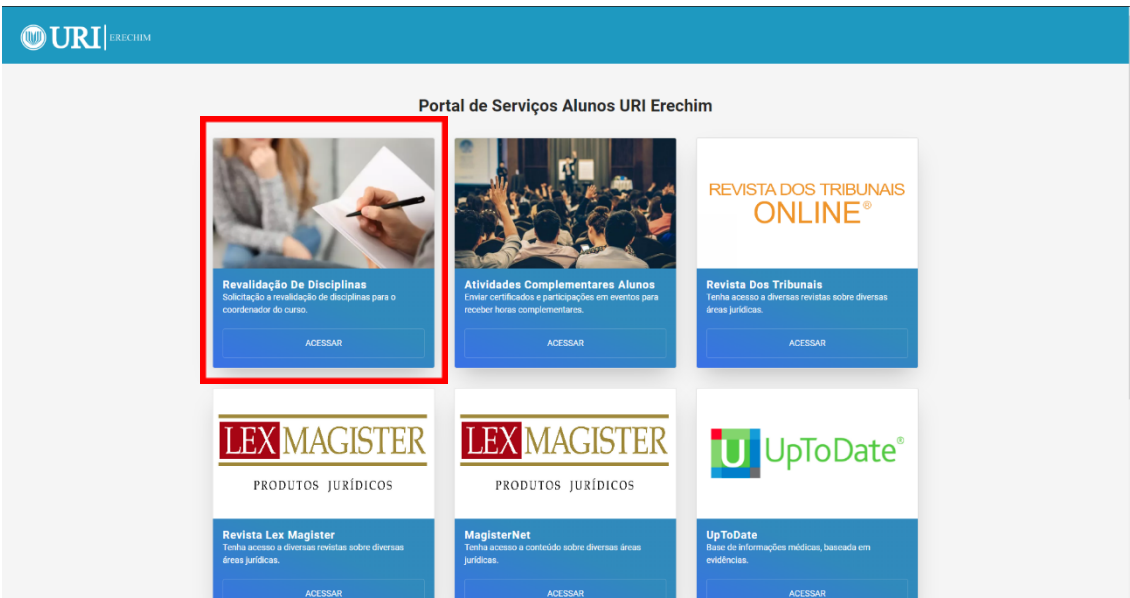 URI ERECHIM
Portal de Serviços Alunos URI Erechim
Revalidação De Disciplinas
Solicitação a revalidação de disciplinas para o
coordenador do curso.
ACESSAR
Atividades Complementares Alunos
Enviar certificados e participações em eventos para
receber horas complementares.
ACESSAR
REVISTA DOS TRIBUNAIS
ONLINE®
Revista Dos Tribunais
Tenha acesso a diversas revistas sobre diversas
áreas jurídicas.
ACESSAR
LEX MAGISTER
PRODUTOS JURÍDICOS
Revista Lex Magister
Tenha acesso a diversas revistas sobre diversas
áreas jurídicas.
ACESSAR
LEX MAGISTER
PRODUTOS JURÍDICOS
MagisterNet
Tenha acesso a conteúdo sobre diversas áreas
jurídicas.
ACESSAR
U UpToDate®
UpToDate
Base de informações médicas, baseada em
evidências.
ACESSAR